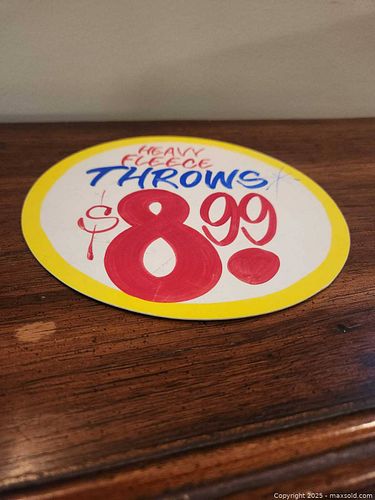 HEAVY
FLEECE
THROWS
$8.99
Copyright 2025 - maxsold.com